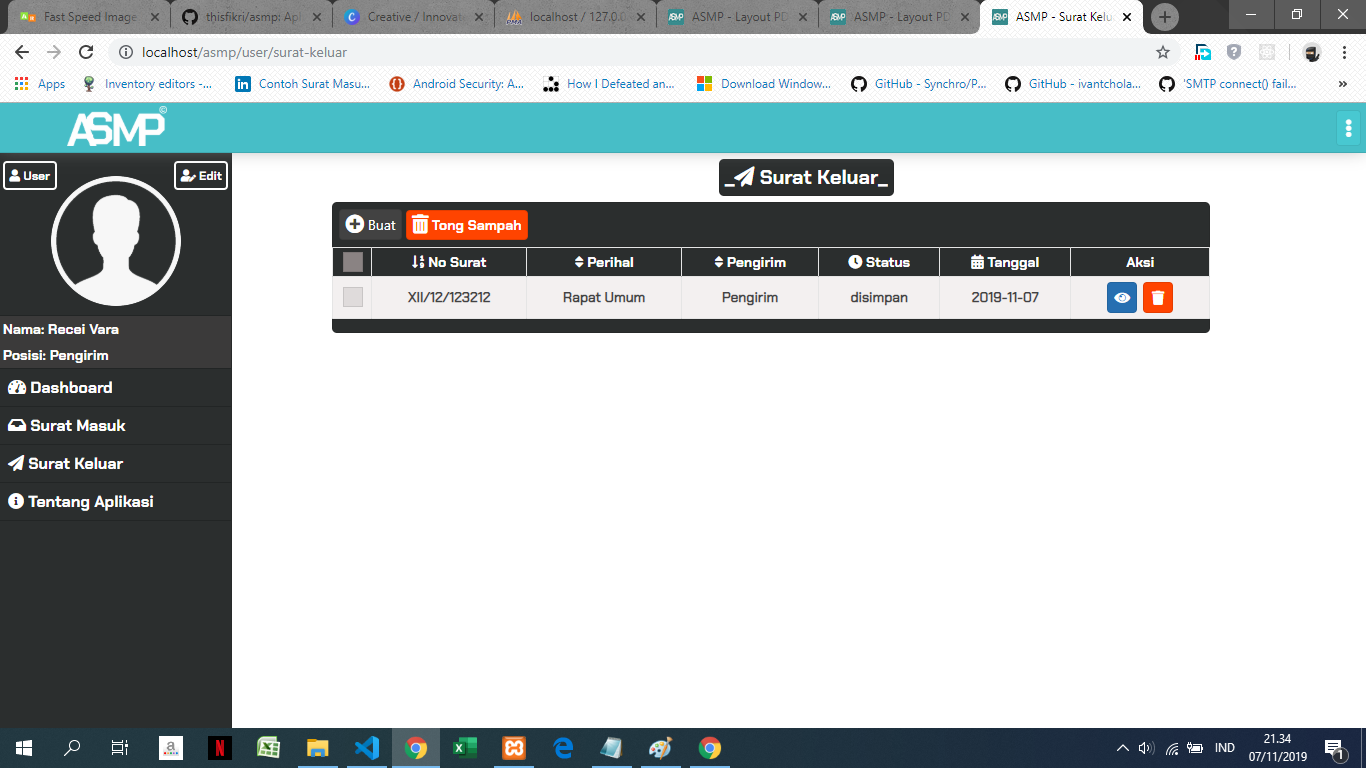 Fast Speed Image
thisfikri/asmp: Apl
Creative / Innovat
localhost / 127.0.0
ASMP - Layout PD
ASMP - Layout PD
ASMP - Surat Kelu
localhost/asmp/user/surat-keluar
Apps
Inventory editors -...
Contoh Surat Masu...
Android Security: A...
How I Defeated an...
Download Window...
GitHub - Synchro/P...
GitHub - ivantchola...
'SMTP connect() fail...
»
ASMP©
User
Edit
Nama: Recei Vara
Posisi: Pengirim
Dashboard
Surat Masuk
Surat Keluar
Tentang Aplikasi
_ Surat Keluar_
Buat Tong Sampah
No Surat Perihal Pengirim Status Tanggal Aksi
XII/12/123212 Rapat Umum Pengirim disimpan 2019-11-07
IND
21.34
07/11/2019
1